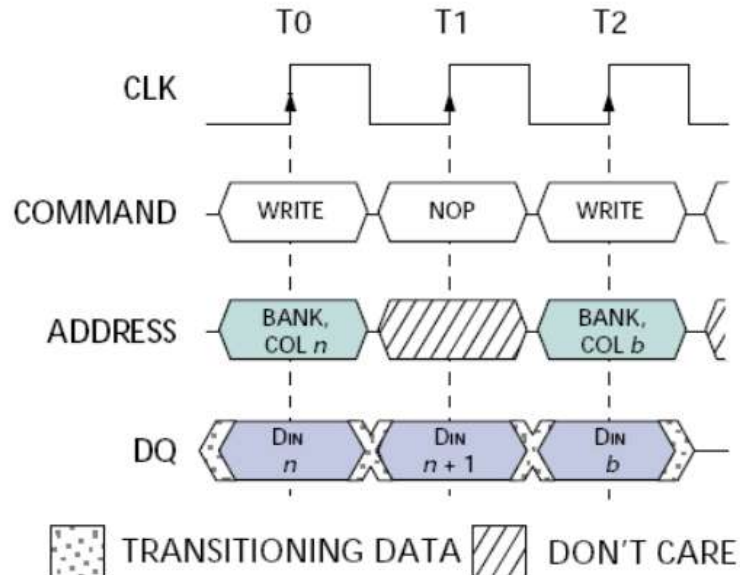 T0 T1 T2
CLK
COMMAND WRITE NOP WRITE
ADDRESS BANK, COL n BANK, COL b
DQ DIN n DIN n + 1 DIN b
TRANSITIONING DATA DON'T CARE